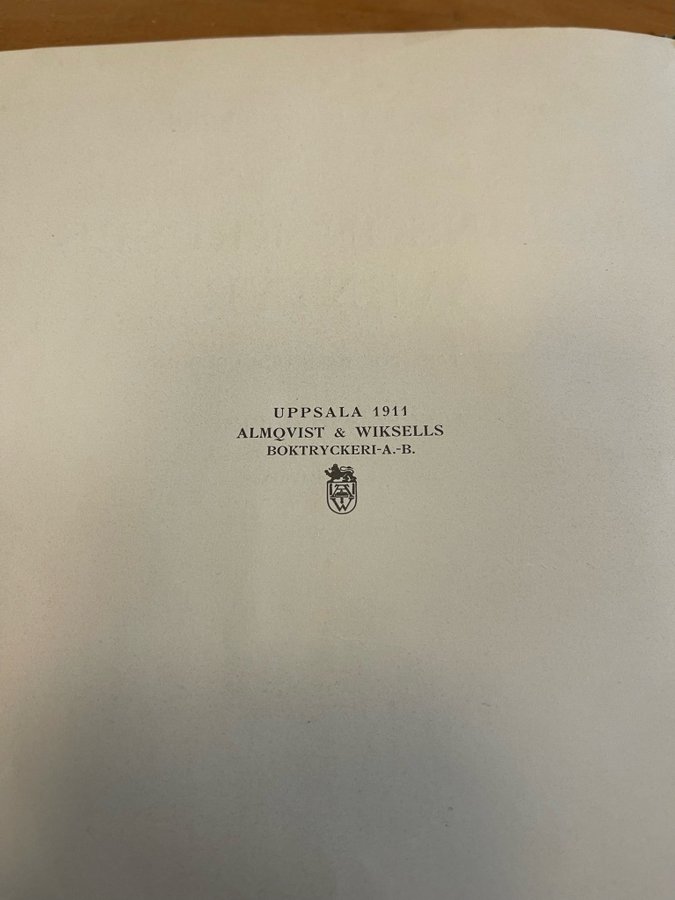 UPPSALA 1911
ALMQVIST & WIKSELLS
BOKTRYCKERI-A.-B.
A
W